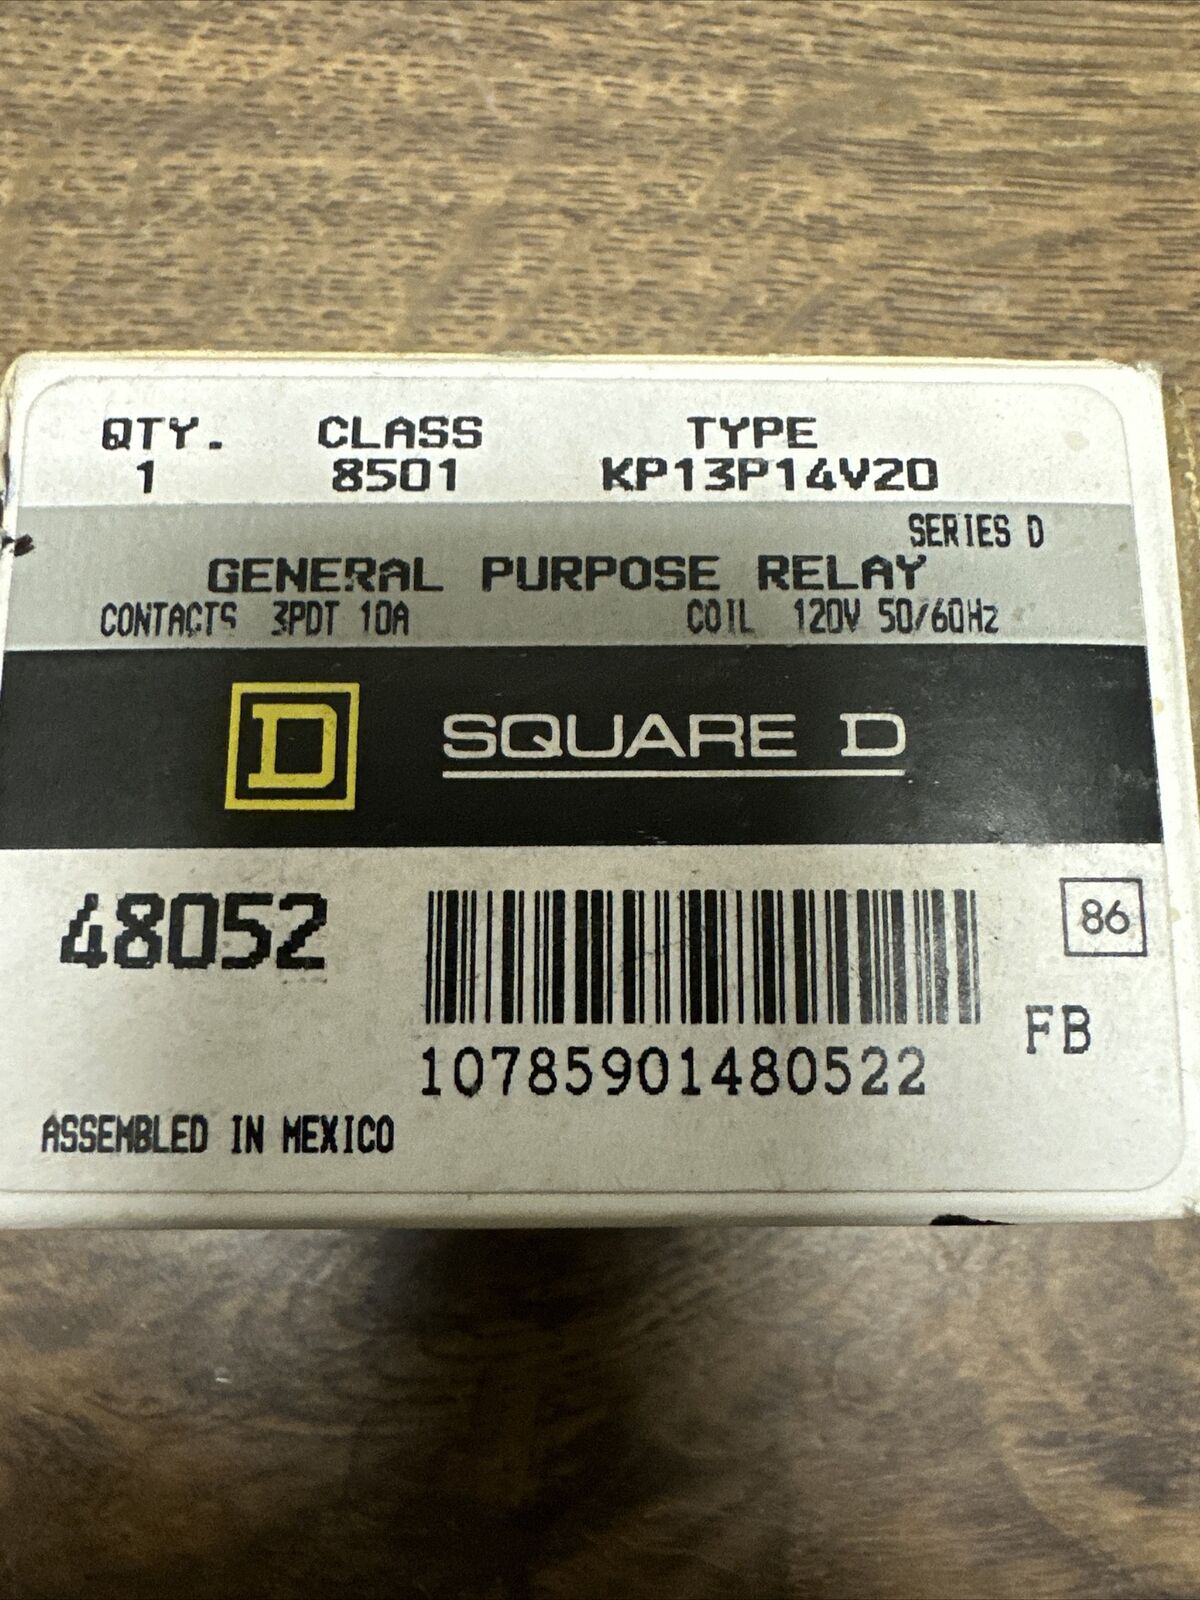 QTY. CLASS TYPE
1 8501 KP13P14V20
SERIES D
GENERAL PURPOSE RELAY
CONTACTS 3PDT 10A COIL 120V 50/60Hz
D SQUARE D
48052
86
FB
10785901480522
ASSEMBLED IN MEXICO